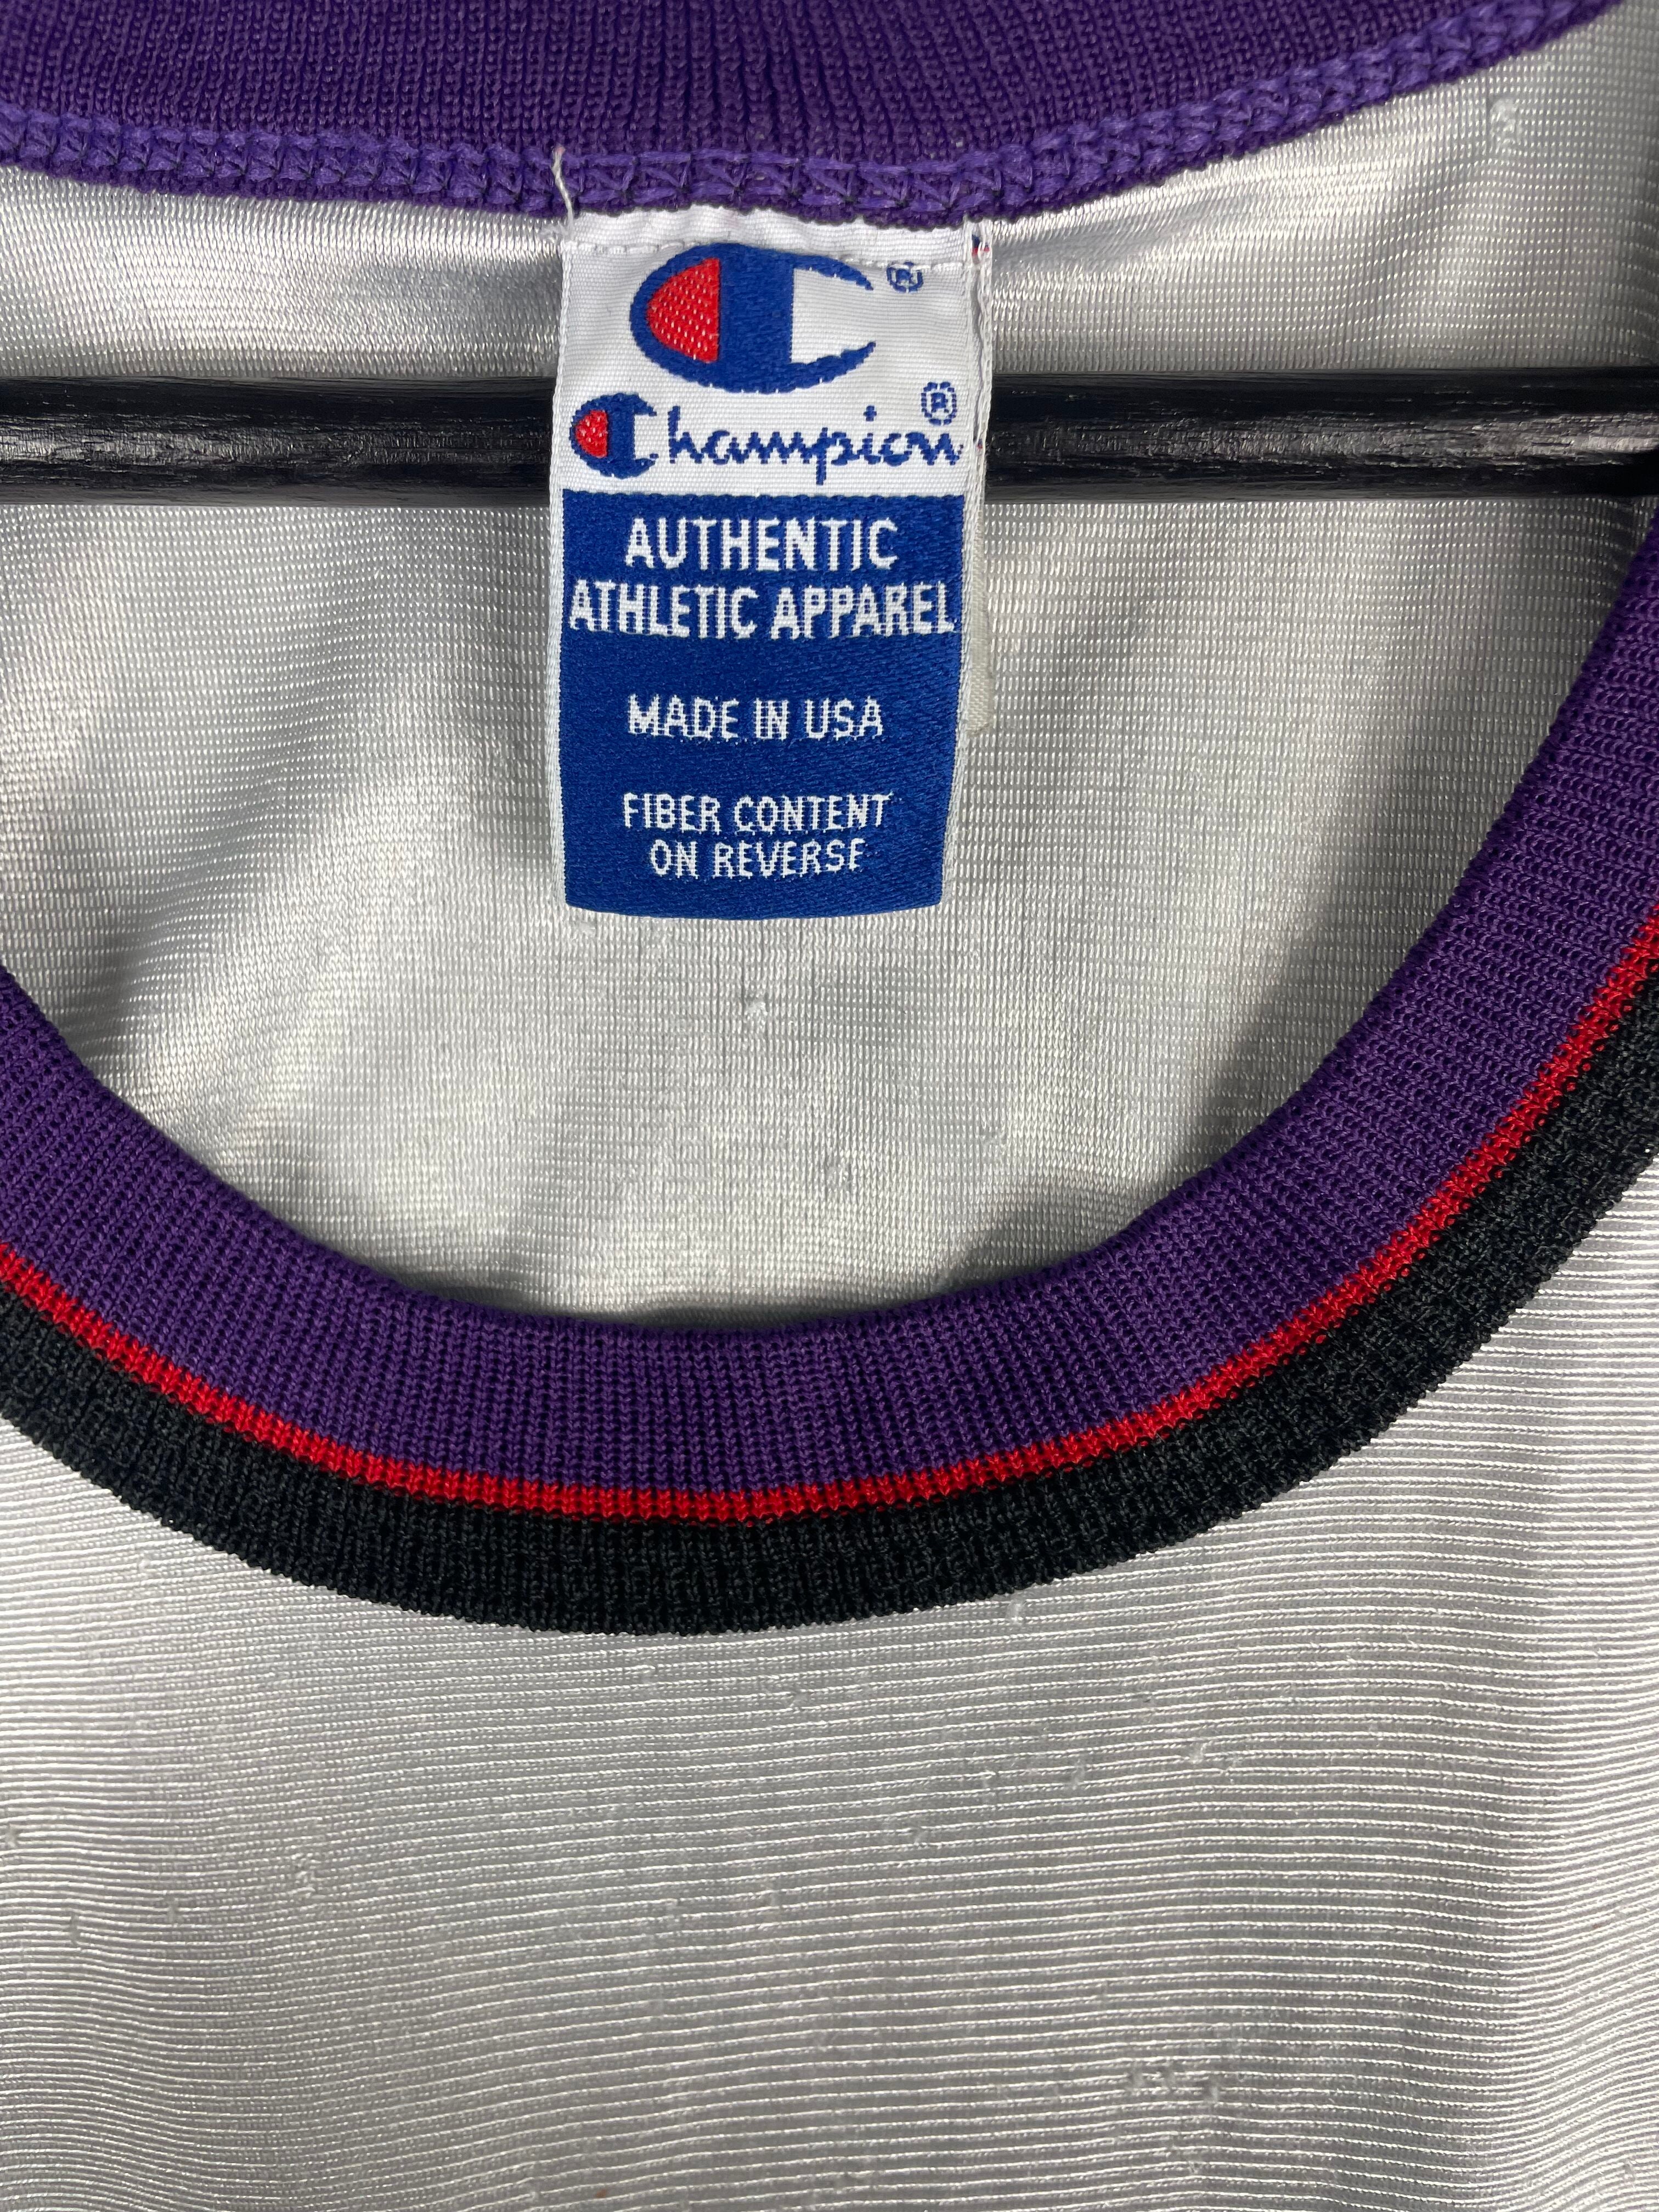 ®
Champion®
AUTHENTIC
ATHLETIC APPAREL
MADE IN USA
FIBER CONTENT
ON REVERSE